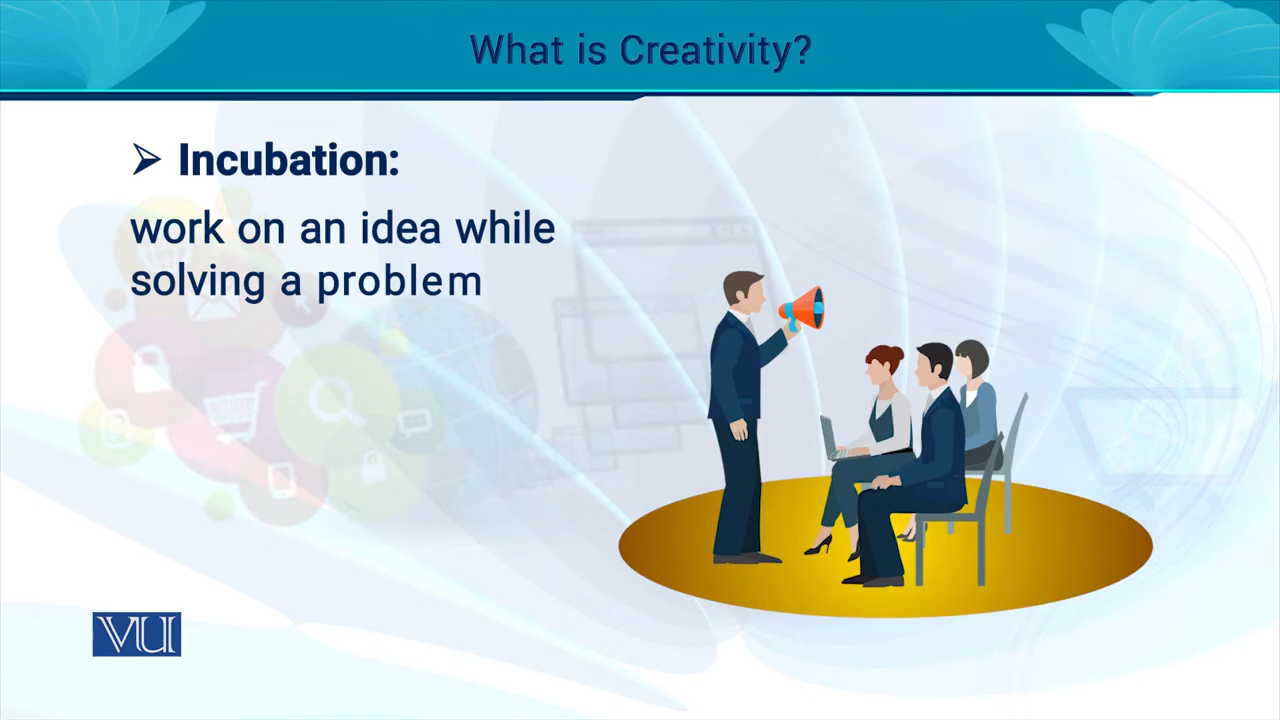 What is Creativity?
➢ Incubation:
work on an idea while
solving a problem
VU